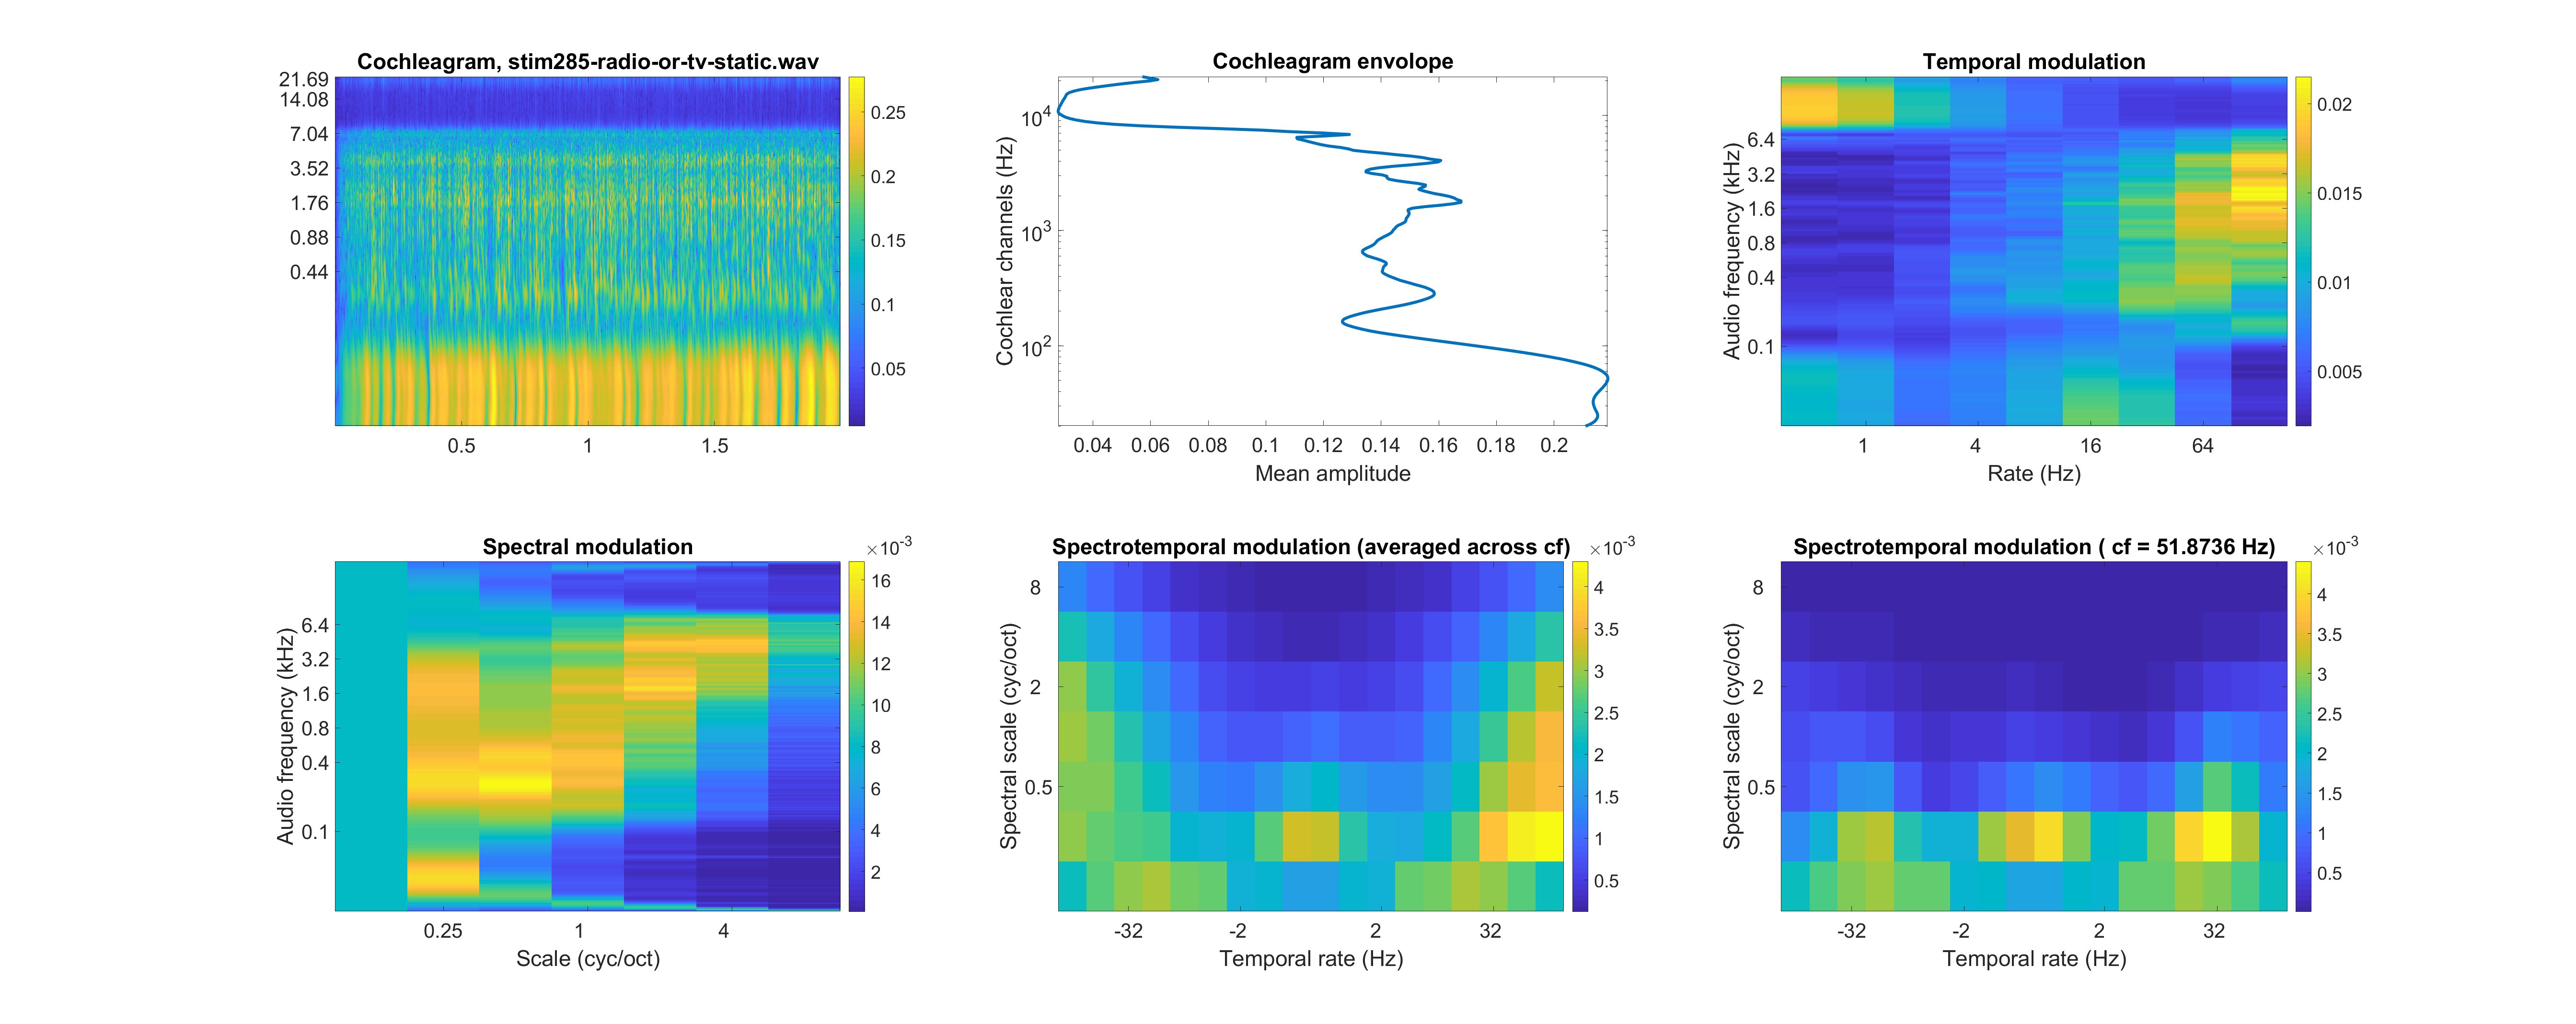 Cochleagram, stim285-radio-or-tv-static.wav
21.69
14.08
7.04
3.52
1.76
0.88
0.44
0.5 1 1.5
0.25
0.2
0.15
0.1
0.05
Cochleagram envolope
Cochlear channels (Hz)
10^4
10^3
10^2
0.04 0.06 0.08 0.1 0.12 0.14 0.16 0.18 0.2
Mean amplitude
Temporal modulation
Audio frequency (kHz)
6.4
3.2
1.6
0.8
0.4
0.1
1 4 16 64
Rate (Hz)
0.02
0.015
0.01
0.005
Spectral modulation
Audio frequency (kHz)
6.4
3.2
1.6
0.8
0.4
0.1
0.25 1 4
Scale (cyc/oct)
×10^-3
16
14
12
10
8
6
4
2
Spectrotemporal modulation (averaged across cf)
Spectral scale (cyc/oct)
8
2
0.5
-32 -2 2 32
Temporal rate (Hz)
×10^-3
4
3.5
3
2.5
2
1.5
1
0.5
Spectrotemporal modulation ( cf = 51.8736 Hz)
Spectral scale (cyc/oct)
8
2
0.5
-32 -2 2 32
Temporal rate (Hz)
×10^-3
4
3.5
3
2.5
2
1.5
1
0.5